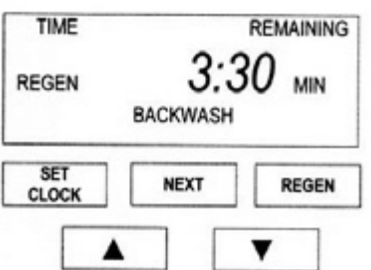 TIME REMAINING
REGEN 3:30 MIN
BACKWASH
SET CLOCK NEXT REGEN
▲ ▼